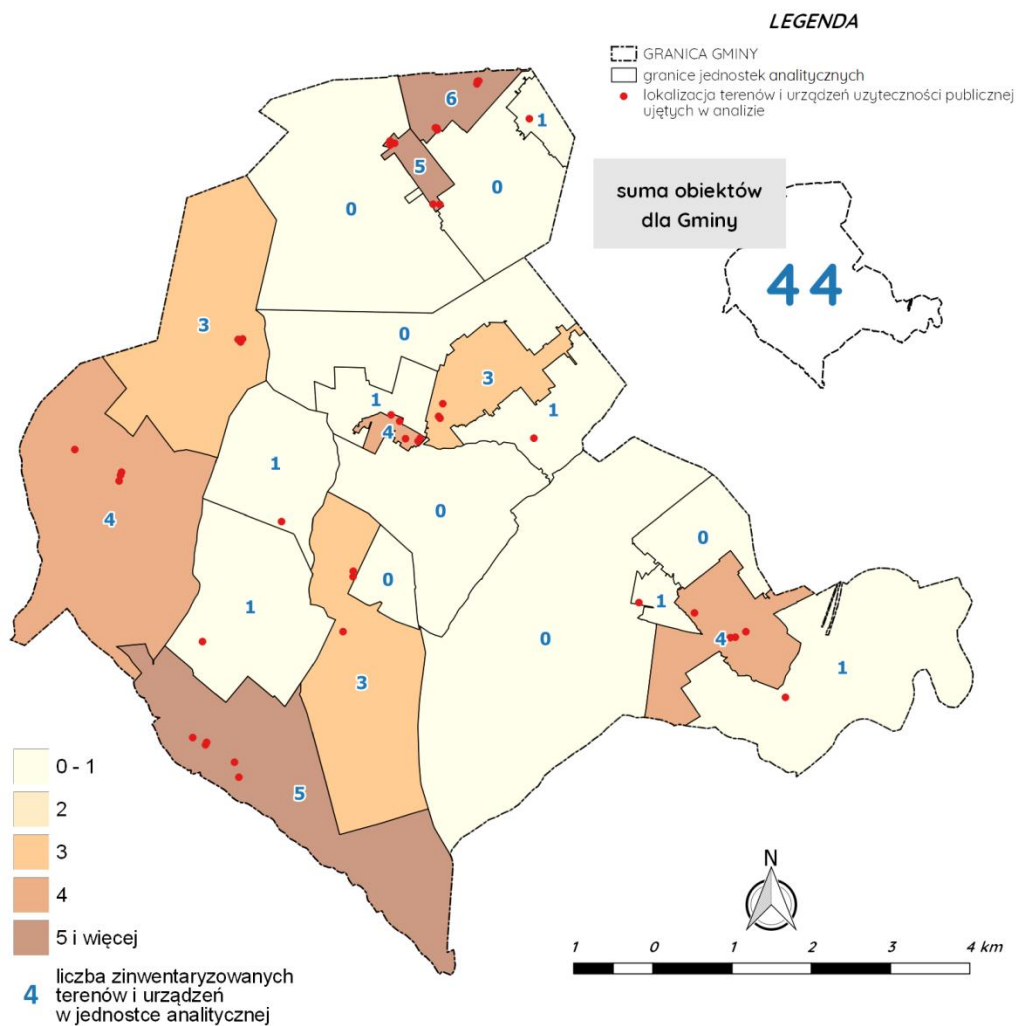 LEGENDA
GRANICA GMINY
granice jednostek analitycznych
lokalizacja terenów i urządzeń uzyteczności publicznej
ujętych w analizie
6
1
5
0
0
suma obiektów
dla Gminy
44
3
0
3
1
1
4
1
0
4
0
0
1
1
0
4
1
3
5
0 - 1
2
3
4
5 i więcej
4 liczba zinwentaryzowanych
terenów i urządzeń
w jednostce analitycznej
N
1 0 1 2 3 4 km